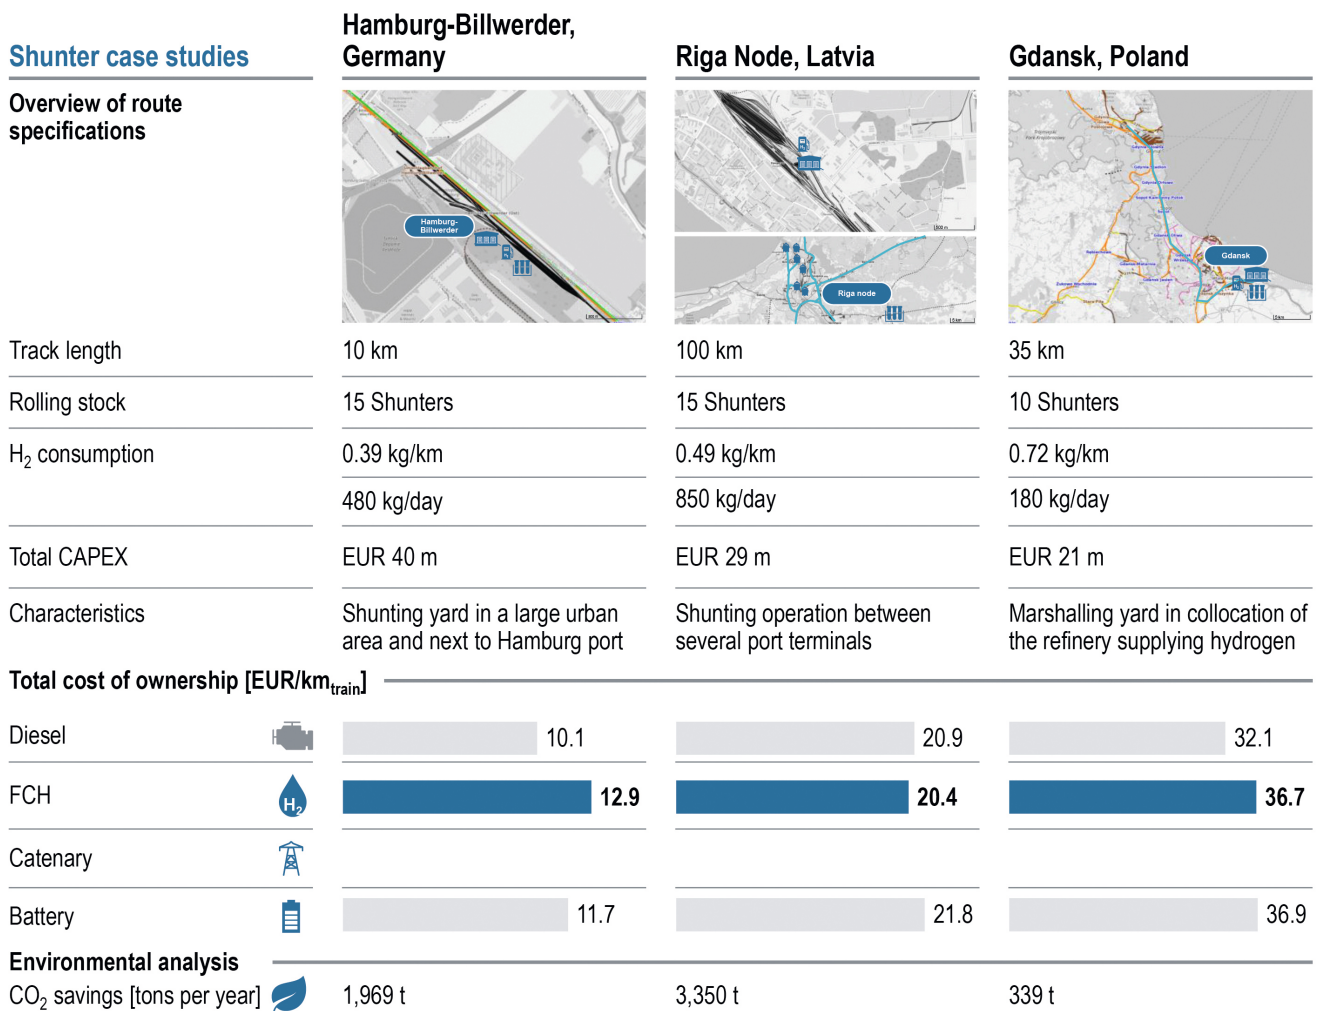 Shunter case studies
Hamburg-Billwerder,
Germany
Riga Node, Latvia
Gdansk, Poland
Overview of route
specifications
Hamburg-
Billwerder
Riga node
Gdansk
Track length
10 km
100 km
35 km
Rolling stock
15 Shunters
15 Shunters
10 Shunters
H2 consumption
0.39 kg/km
0.49 kg/km
0.72 kg/km
480 kg/day
850 kg/day
180 kg/day
Total CAPEX
EUR 40 m
EUR 29 m
EUR 21 m
Characteristics
Shunting yard in a large urban
area and next to Hamburg port
Shunting operation between
several port terminals
Marshalling yard in collocation of
the refinery supplying hydrogen
Total cost of ownership [EUR/kmtrain]
Diesel
10.1
20.9
32.1
FCH
H2
12.9
20.4
36.7
Catenary
Battery
11.7
21.8
36.9
Environmental analysis
CO2 savings [tons per year]
1,969 t
3,350 t
339 t